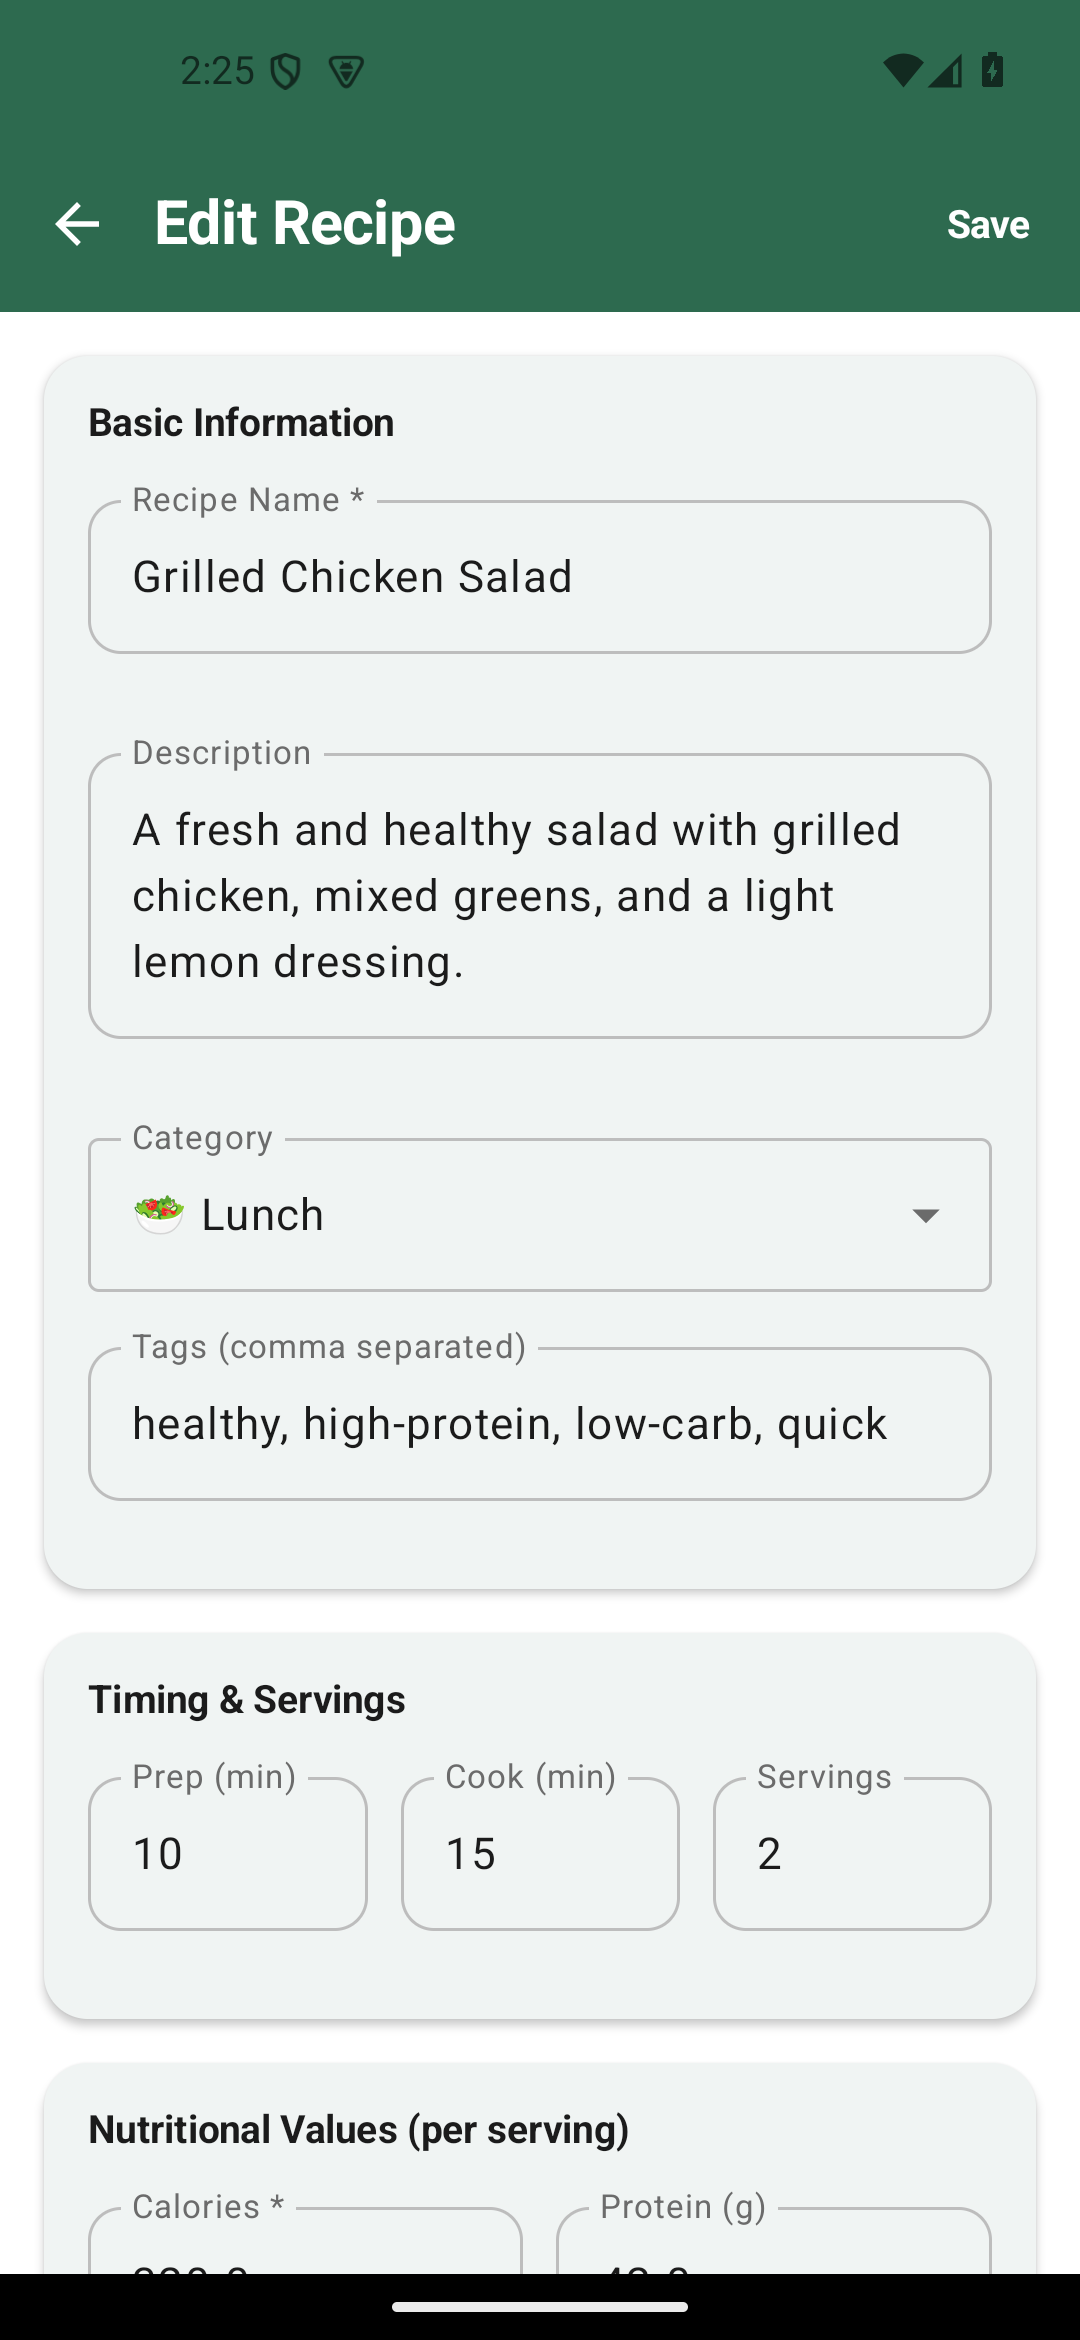 2:25
Edit Recipe
Save
Basic Information
Recipe Name *
Grilled Chicken Salad
Description
A fresh and healthy salad with grilled
chicken, mixed greens, and a light
lemon dressing.
Category
🥗 Lunch
Tags (comma separated)
healthy, high-protein, low-carb, quick
Timing & Servings
Prep (min) Cook (min) Servings
10 15 2
Nutritional Values (per serving)
Calories * Protein (g)